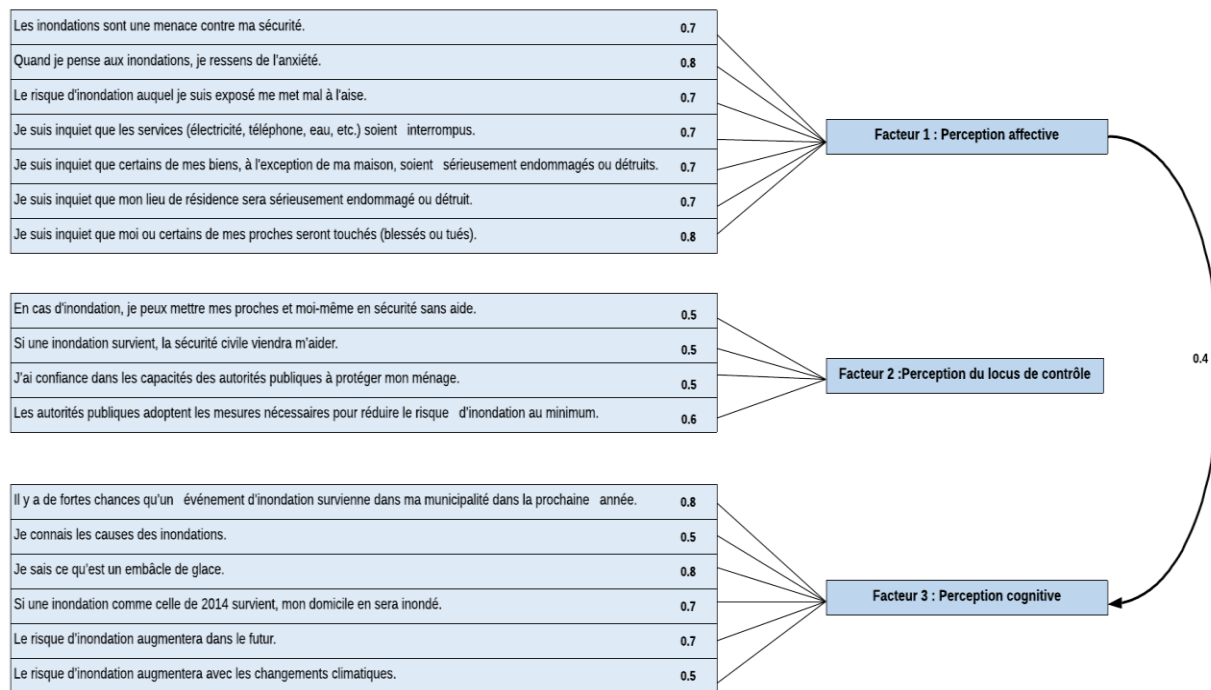 Les inondations sont une menace contre ma sécurité. 0.7
Quand je pense aux inondations, je ressens de l'anxiété. 0.8
Le risque d'inondation auquel je suis exposé me met mal à l'aise. 0.7
Je suis inquiet que les services (électricité, téléphone, eau, etc.) soient interrompus. 0.7
Je suis inquiet que certains de mes biens, à l'exception de ma maison, soient sérieusement endommagés ou détruits. 0.7
Je suis inquiet que mon lieu de résidence sera sérieusement endommagé ou détruit. 0.7
Je suis inquiet que moi ou certains de mes proches seront touchés (blessés ou tués). 0.8
Facteur 1 : Perception affective
En cas d'inondation, je peux mettre mes proches et moi-même en sécurité sans aide. 0.5
Si une inondation survient, la sécurité civile viendra m'aider. 0.5
J'ai confiance dans les capacités des autorités publiques à protéger mon ménage. 0.5
Les autorités publiques adoptent les mesures nécessaires pour réduire le risque d'inondation au minimum. 0.6
Facteur 2 :Perception du locus de contrôle
0.4
Il y a de fortes chances qu'un événement d'inondation survienne dans ma municipalité dans la prochaine année. 0.8
Je connais les causes des inondations. 0.5
Je sais ce qu'est un embâcle de glace. 0.8
Si une inondation comme celle de 2014 survient, mon domicile en sera inondé. 0.7
Le risque d'inondation augmentera dans le futur. 0.7
Le risque d'inondation augmentera avec les changements climatiques. 0.5
Facteur 3 : Perception cognitive